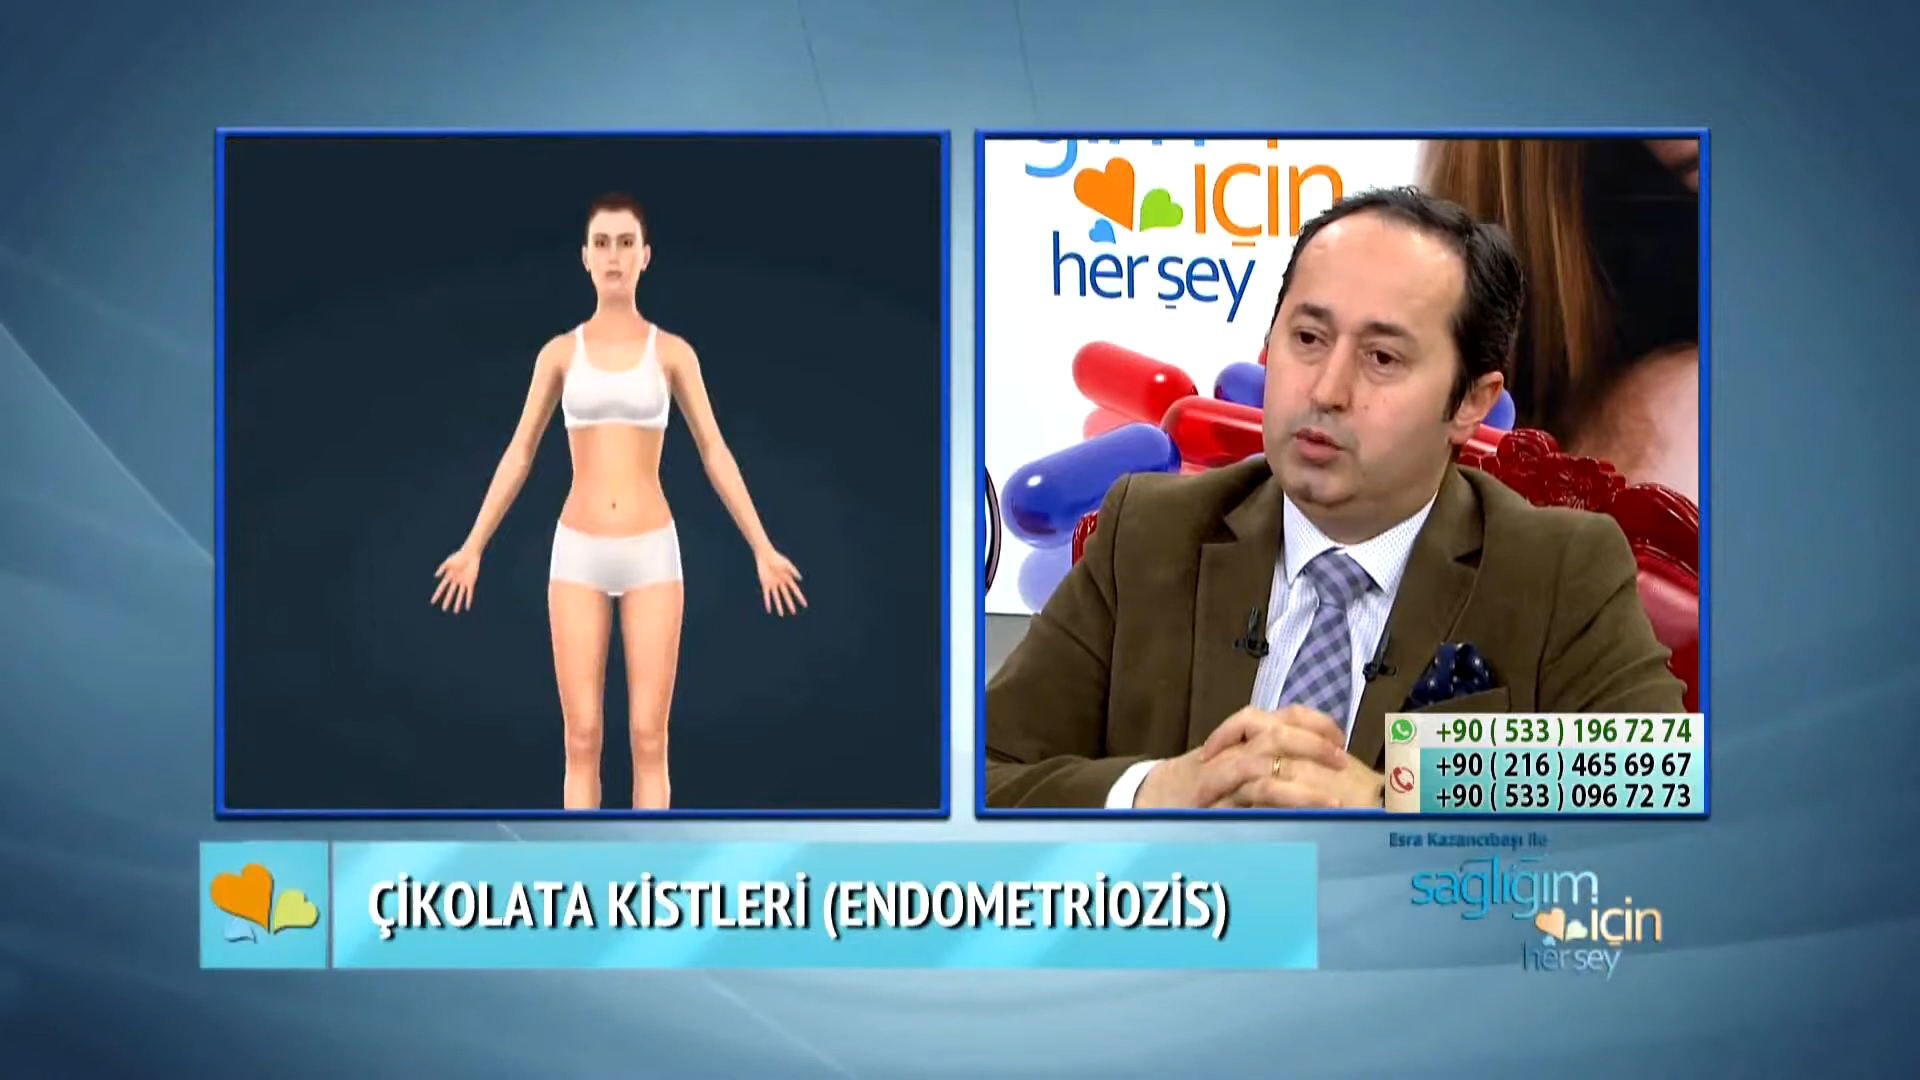 için
her şey
+90 ( 533 ) 196 72 74
+90 ( 216 ) 465 69 67
+90 ( 533 ) 096 72 73
ÇİKOLATA KİSTLERİ (ENDOMETRİOZİS)
Esra Kazancıbaşı ile
sağlığım
için
her şey